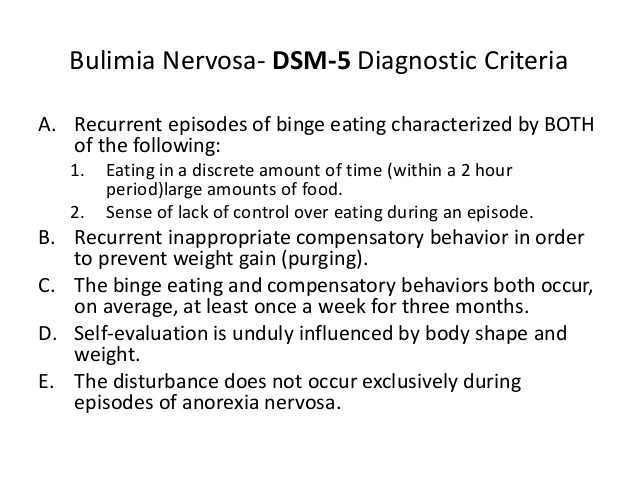 Bulimia Nervosa- DSM-5 Diagnostic Criteria
A. Recurrent episodes of binge eating characterized by BOTH
of the following:
1. Eating in a discrete amount of time (within a 2 hour
period)large amounts of food.
2. Sense of lack of control over eating during an episode.
B. Recurrent inappropriate compensatory behavior in order
to prevent weight gain (purging).
C. The binge eating and compensatory behaviors both occur,
on average, at least once a week for three months.
D. Self-evaluation is unduly influenced by body shape and
weight.
E. The disturbance does not occur exclusively during
episodes of anorexia nervosa.